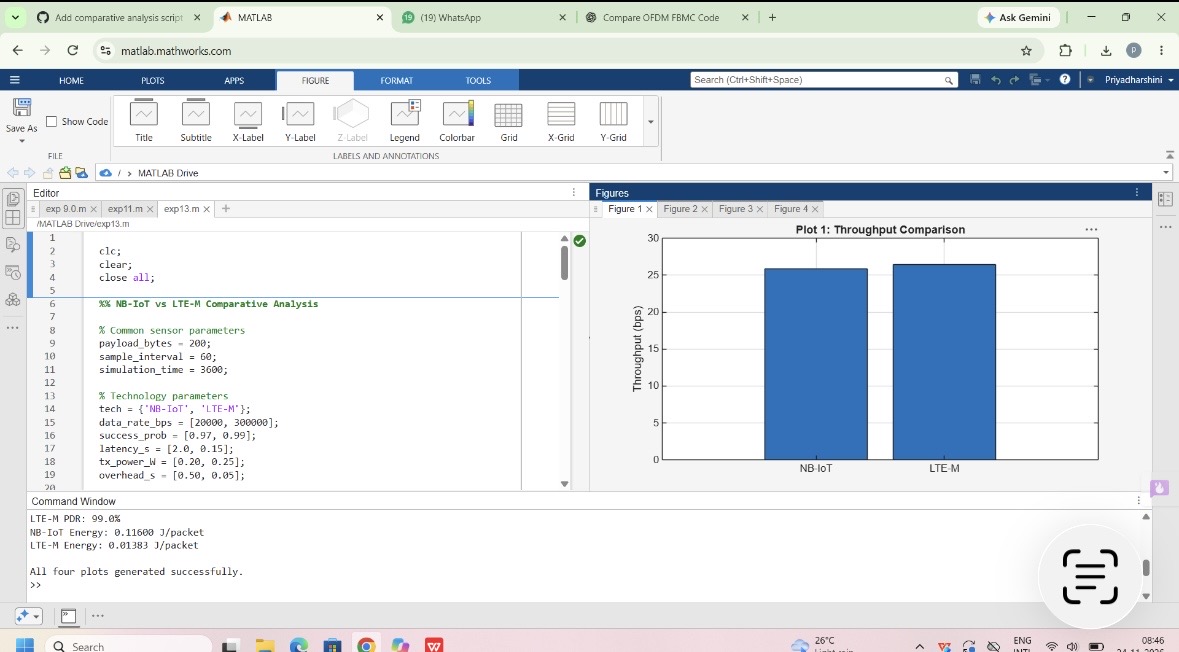 Add comparative analysis script
MATLAB
19
(19) WhatsApp
Compare OFDM FBMC Code
Ask Gemini
matlab.mathworks.com
P
HOME
PLOTS
APPS
FIGURE
FORMAT
TOOLS
Search (Ctrl+Shift+Space)
Priyadharshini
Save As
Show Code
Title
Subtitle
X-Label
Y-Label
Z-Label
Legend
Colorbar
Grid
X-Grid
Y-Grid
FILE
LABELS AND ANNOTATIONS
/ › MATLAB Drive
Editor
exp 9.0.m
exp11.m
exp13.m
/MATLAB Drive/exp13.m
1
2 clc;
3 clear;
4 close all;
5
6 %% NB-IoT vs LTE-M Comparative Analysis
7
8 % Common sensor parameters
9 payload_bytes = 200;
10 sample_interval = 60;
11 simulation_time = 3600;
12
13 % Technology parameters
14 tech = {'NB-IoT', 'LTE-M'};
15 data_rate_bps = [20000, 300000];
16 success_prob = [0.97, 0.99];
17 latency_s = [2.0, 0.15];
18 tx_power_W = [0.20, 0.25];
19 overhead_s = [0.50, 0.05];
20
Figures
Figure 1
Figure 2
Figure 3
Figure 4
Plot 1: Throughput Comparison
Throughput (bps)
30
25
20
15
10
5
0
NB-IoT
LTE-M
Command Window
LTE-M PDR: 99.0%
NB-IoT Energy: 0.11600 J/packet
LTE-M Energy: 0.01383 J/packet
All four plots generated successfully.
>>
Search
26°C
Light rain
ENG
INTL
08:46